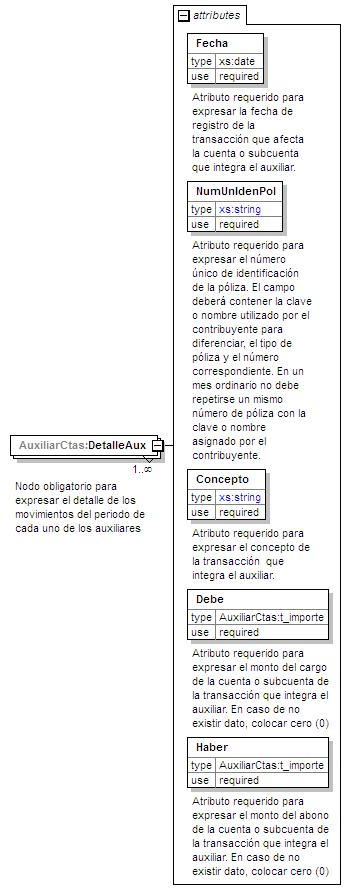 attributes
Fecha
type xs:date
use required
Atributo requerido para
expresar la fecha de
registro de la
transacción que afecta
la cuenta o subcuenta
que integra el auxiliar.
NumUnIdenPol
type xs:string
use required
Atributo requerido para
expresar el número
único de identificación
de la póliza. El campo
deberá contener la clave
o nombre utilizado por el
contribuyente para
diferenciar, el tipo de
póliza y el número
correspondiente. En un
mes ordinario no debe
repetirse un mismo
número de póliza con la
clave o nombre
asignado por el
contribuyente.
AuxiliarCtas:DetalleAux
1..∞
Nodo obligatorio para
expresar el detalle de los
movimientos del periodo de
cada uno de los auxiliares
Concepto
type xs:string
use required
Atributo requerido para
expresar el concepto de
la transacción que
integra el auxiliar.
Debe
type AuxiliarCtas:t_importe
use required
Atributo requerido para
expresar el monto del cargo
de la cuenta o subcuenta de
la transacción que integra el
auxiliar. En caso de no
existir dato, colocar cero (0)
Haber
type AuxiliarCtas:t_importe
use required
Atributo requerido para
expresar el monto del abono
de la cuenta o subcuenta de
la transacción que integra el
auxiliar. En caso de no
existir dato, colocar cero (0)